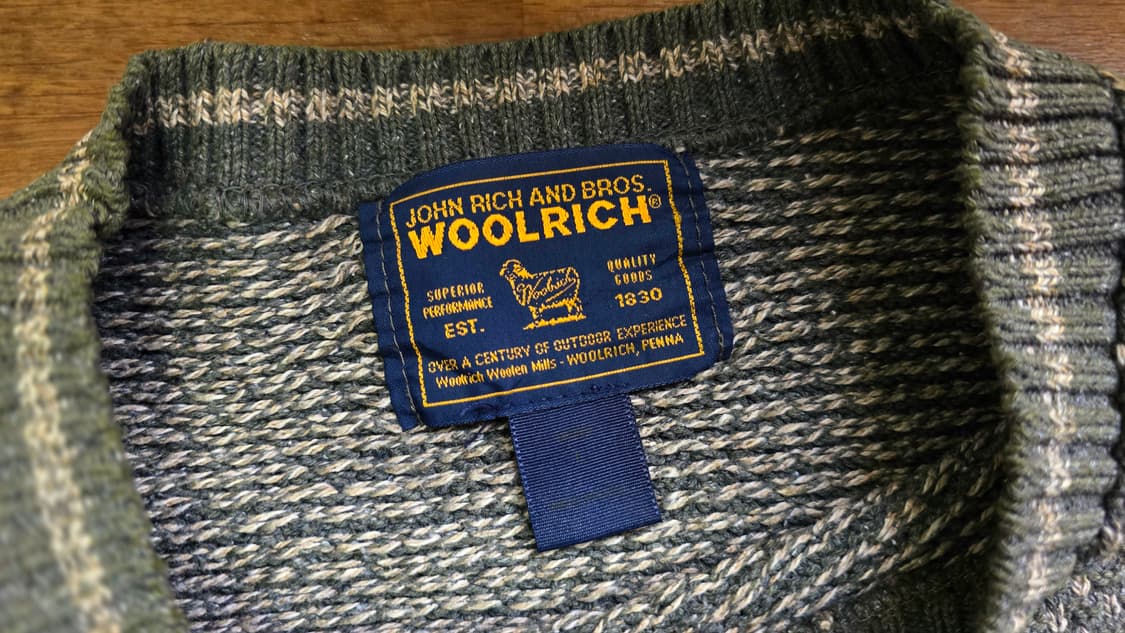 JOHN RICH AND BROS.
WOOLRICH®
SUPERIOR
PERFORMANCE
EST.
Woolrich
QUALITY
GOODS
1830
OVER A CENTURY OF OUTDOOR EXPERIENCE
Woolrich Woolen Mills - WOOLRICH, PENNA